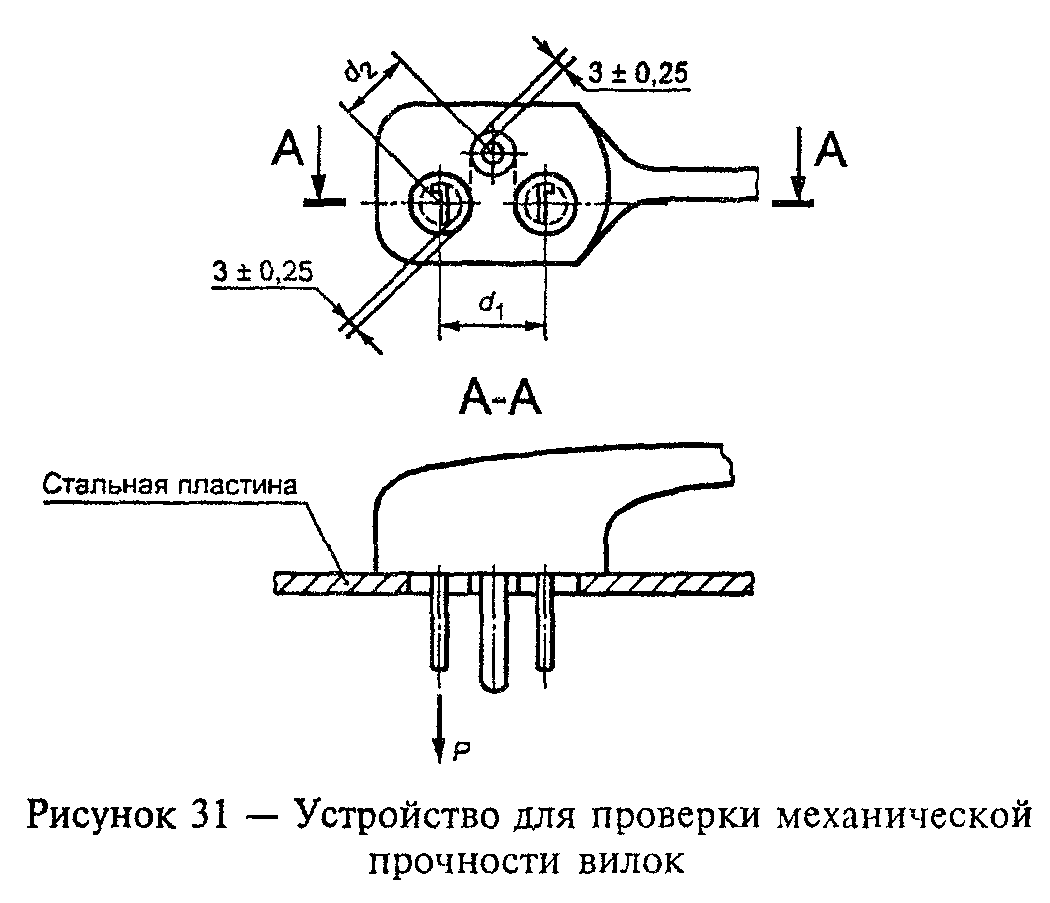 d₂
3 ± 0,25
А А
3 ± 0,25
d₁
А-А
Стальная пластина
P
Рисунок 31 — Устройство для проверки механической
прочности вилок